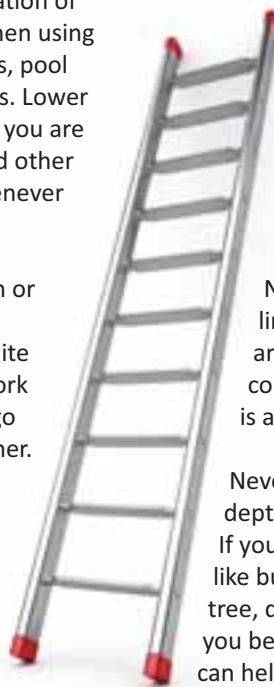 ation of
hen using
s, pool
s. Lower
you are
d other
enever
n or
ite
ork
go
her.
N
lin
ar
co
is a
Neve
dept
If you
like bu
tree, c
you be
can hel